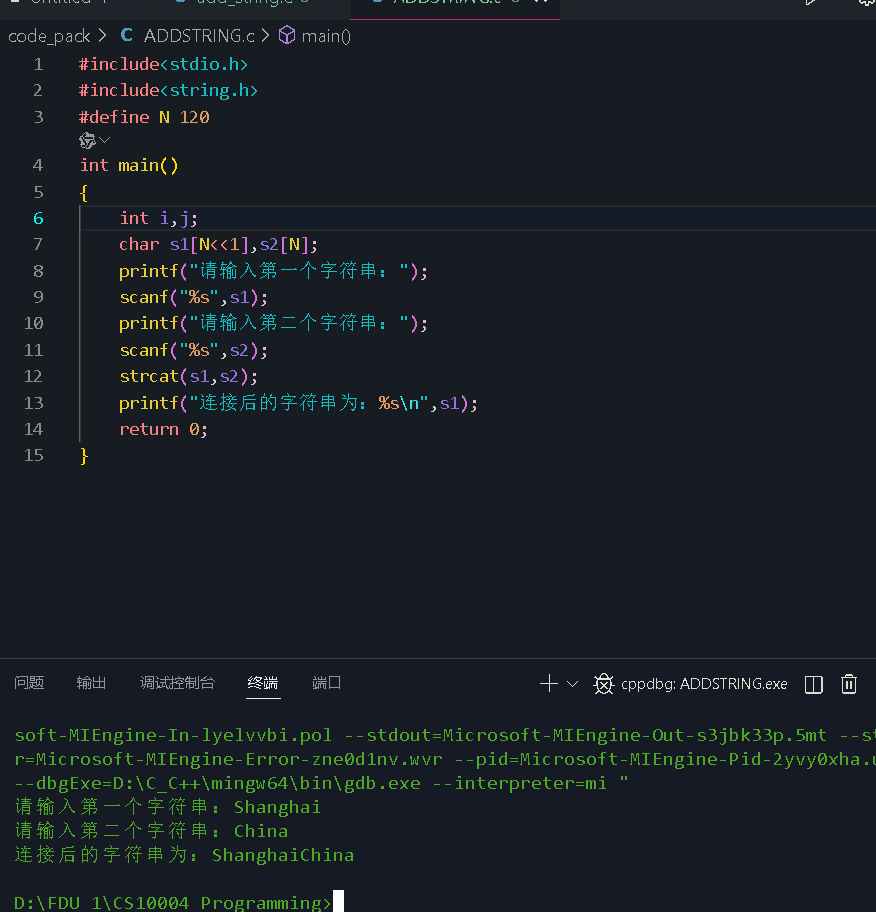 code_pack > C ADDSTRING.c > main()
1 #include<stdio.h>
2 #include<string.h>
3 #define N 120
4 int main()
5 {
6 int i,j;
7 char s1[N<<1],s2[N];
8 printf("请输入第一个字符串：");
9 scanf("%s",s1);
10 printf("请输入第二个字符串：");
11 scanf("%s",s2);
12 strcat(s1,s2);
13 printf("连接后的字符串为：%s\n",s1);
14 return 0;
15 }
问题 输出 调试控制台 终端 端口 cppdbg: ADDSTRING.exe
soft-MIEngine-In-lyelvvbi.pol --stdout=Microsoft-MIEngine-Out-s3jbk33p.5mt
r=Microsoft-MIEngine-Error-zne0d1nv.wvr --pid=Microsoft-MIEngine-Pid-2yvy0xha.
--dbgExe=D:\C_C++\mingw64\bin\gdb.exe --interpreter=mi "
请输入第一个字符串：Shanghai
请输入第二个字符串：China
连接后的字符串为：ShanghaiChina
D:\FDU_1\CS10004 Programming>